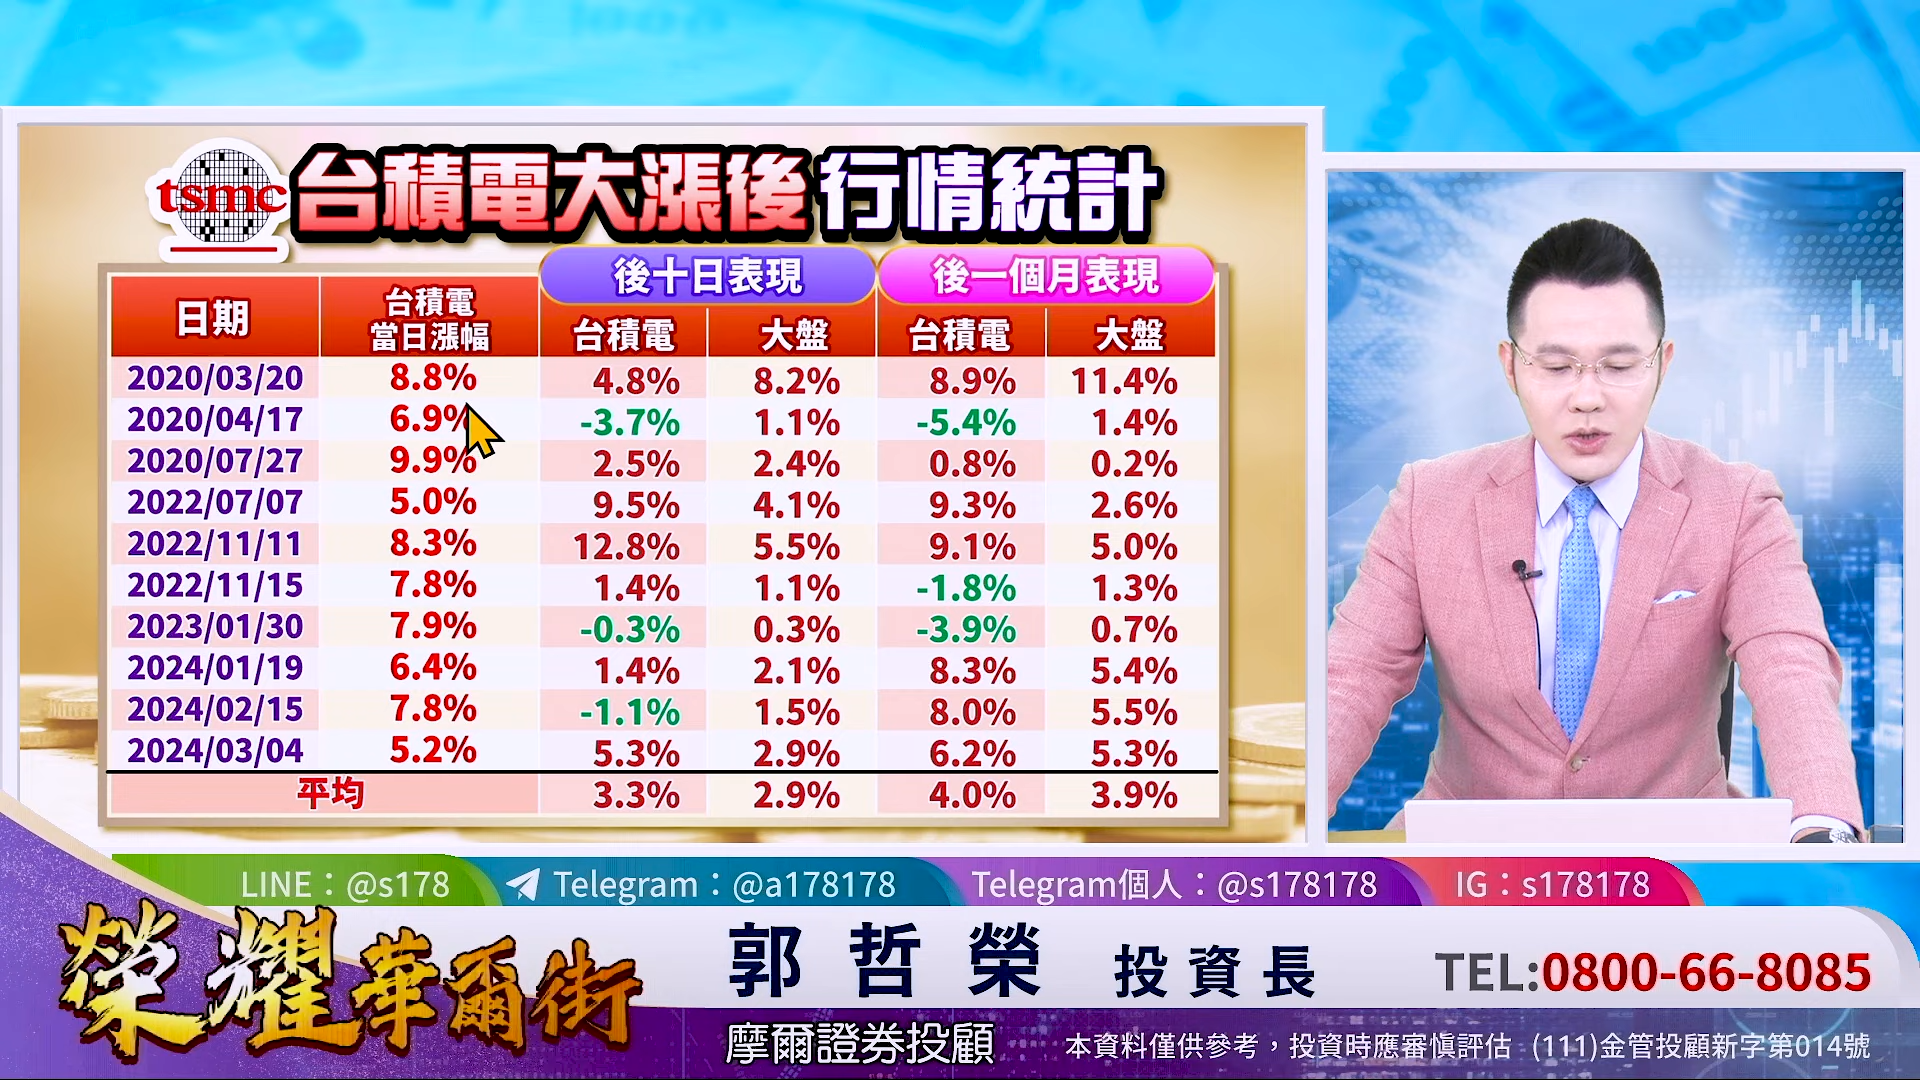 tsmc 台積電大漲後 行情統計
後十日表現 後一個月表現
日期 台積電
當日漲幅 台積電 大盤 台積電 大盤
2020/03/20 8.8% 4.8% 8.2% 8.9% 11.4%
2020/04/17 6.9% -3.7% 1.1% -5.4% 1.4%
2020/07/27 9.9% 2.5% 2.4% 0.8% 0.2%
2022/07/07 5.0% 9.5% 4.1% 9.3% 2.6%
2022/11/11 8.3% 12.8% 5.5% 9.1% 5.0%
2022/11/15 7.8% 1.4% 1.1% -1.8% 1.3%
2023/01/30 7.9% -0.3% 0.3% -3.9% 0.7%
2024/01/19 6.4% 1.4% 2.1% 8.3% 5.4%
2024/02/15 7.8% -1.1% 1.5% 8.0% 5.5%
2024/03/04 5.2% 5.3% 2.9% 6.2% 5.3%
平均 3.3% 2.9% 4.0% 3.9%
LINE：@s178 Telegram：@a178178 Telegram個人：@s178178 IG：s178178
榮耀華爾街 郭哲榮 投資長 TEL:0800-66-8085
摩爾證券投顧 本資料僅供參考，投資時應審慎評估 (111)金管投顧新字第014號